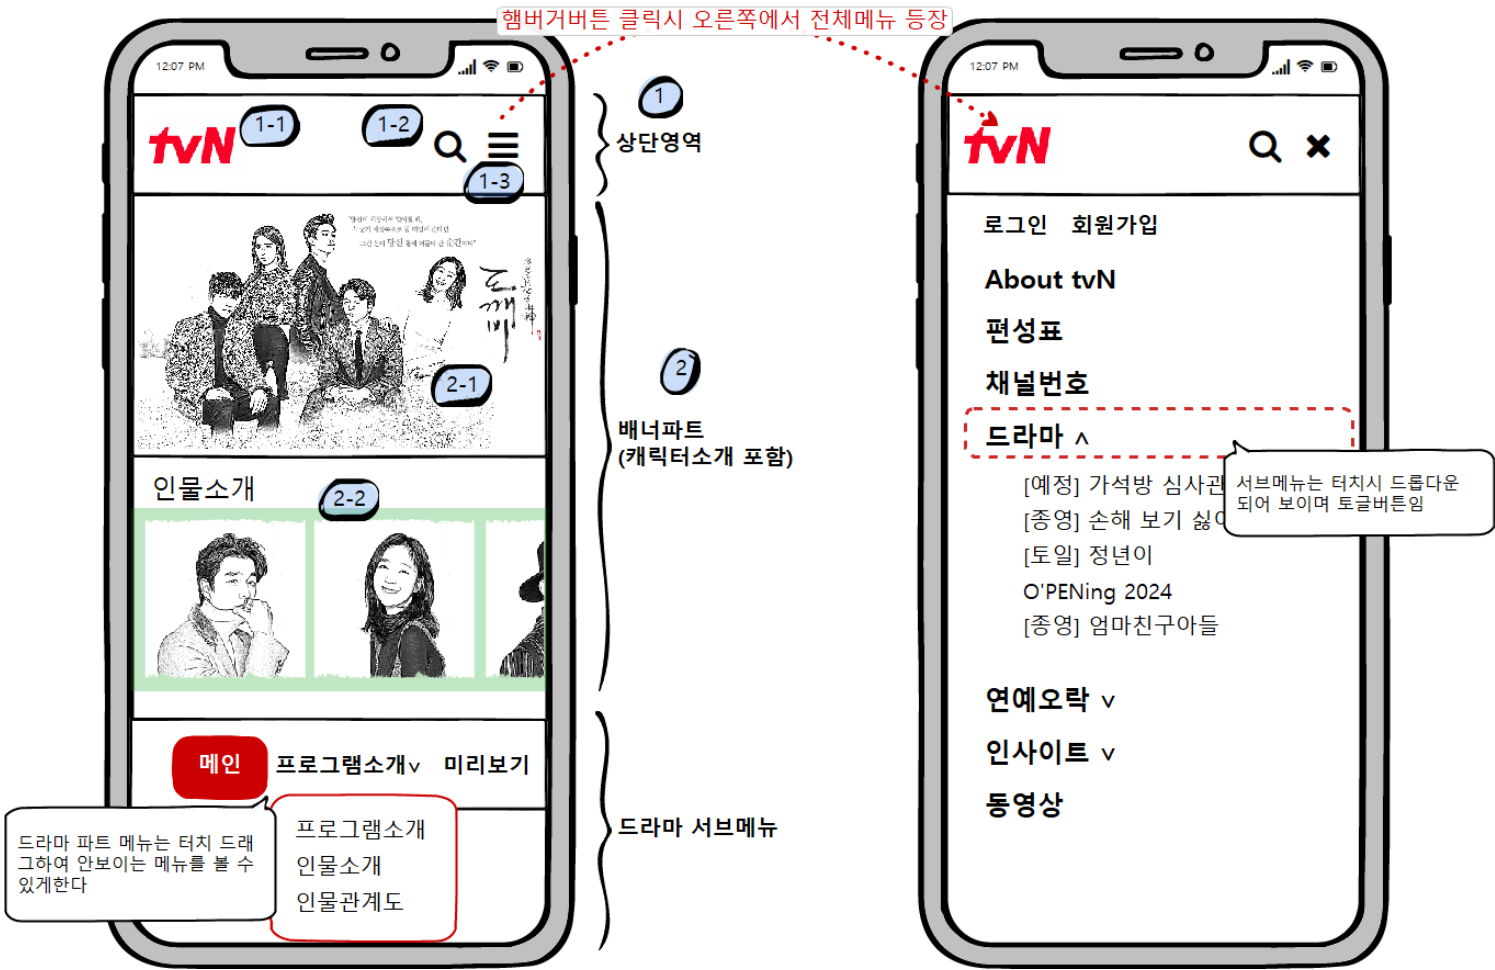 햄버거버튼 클릭시 오른쪽에서 전체메뉴 등장
12:07 PM
tvN
1-1
1-2
1-3
1
상단영역
도깨비
2-1
2
배너파트
(캐릭터소개 포함)
인물소개
2-2
메인
프로그램소개v
미리보기
드라마 파트 메뉴는 터치 드래
그하여 안보이는 메뉴를 볼 수
있게한다
프로그램소개
인물소개
인물관계도
드라마 서브메뉴
12:07 PM
tvN
로그인 회원가입
About tvN
편성표
채널번호
드라마 ʌ
서브메뉴는 터치시 드롭다운
되어 보이며 토글버튼임
[예정] 가석방 심사관
[종영] 손해 보기 싫
[토일] 정년이
O'PENing 2024
[종영] 엄마친구아들
연예오락 v
인사이트 v
동영상